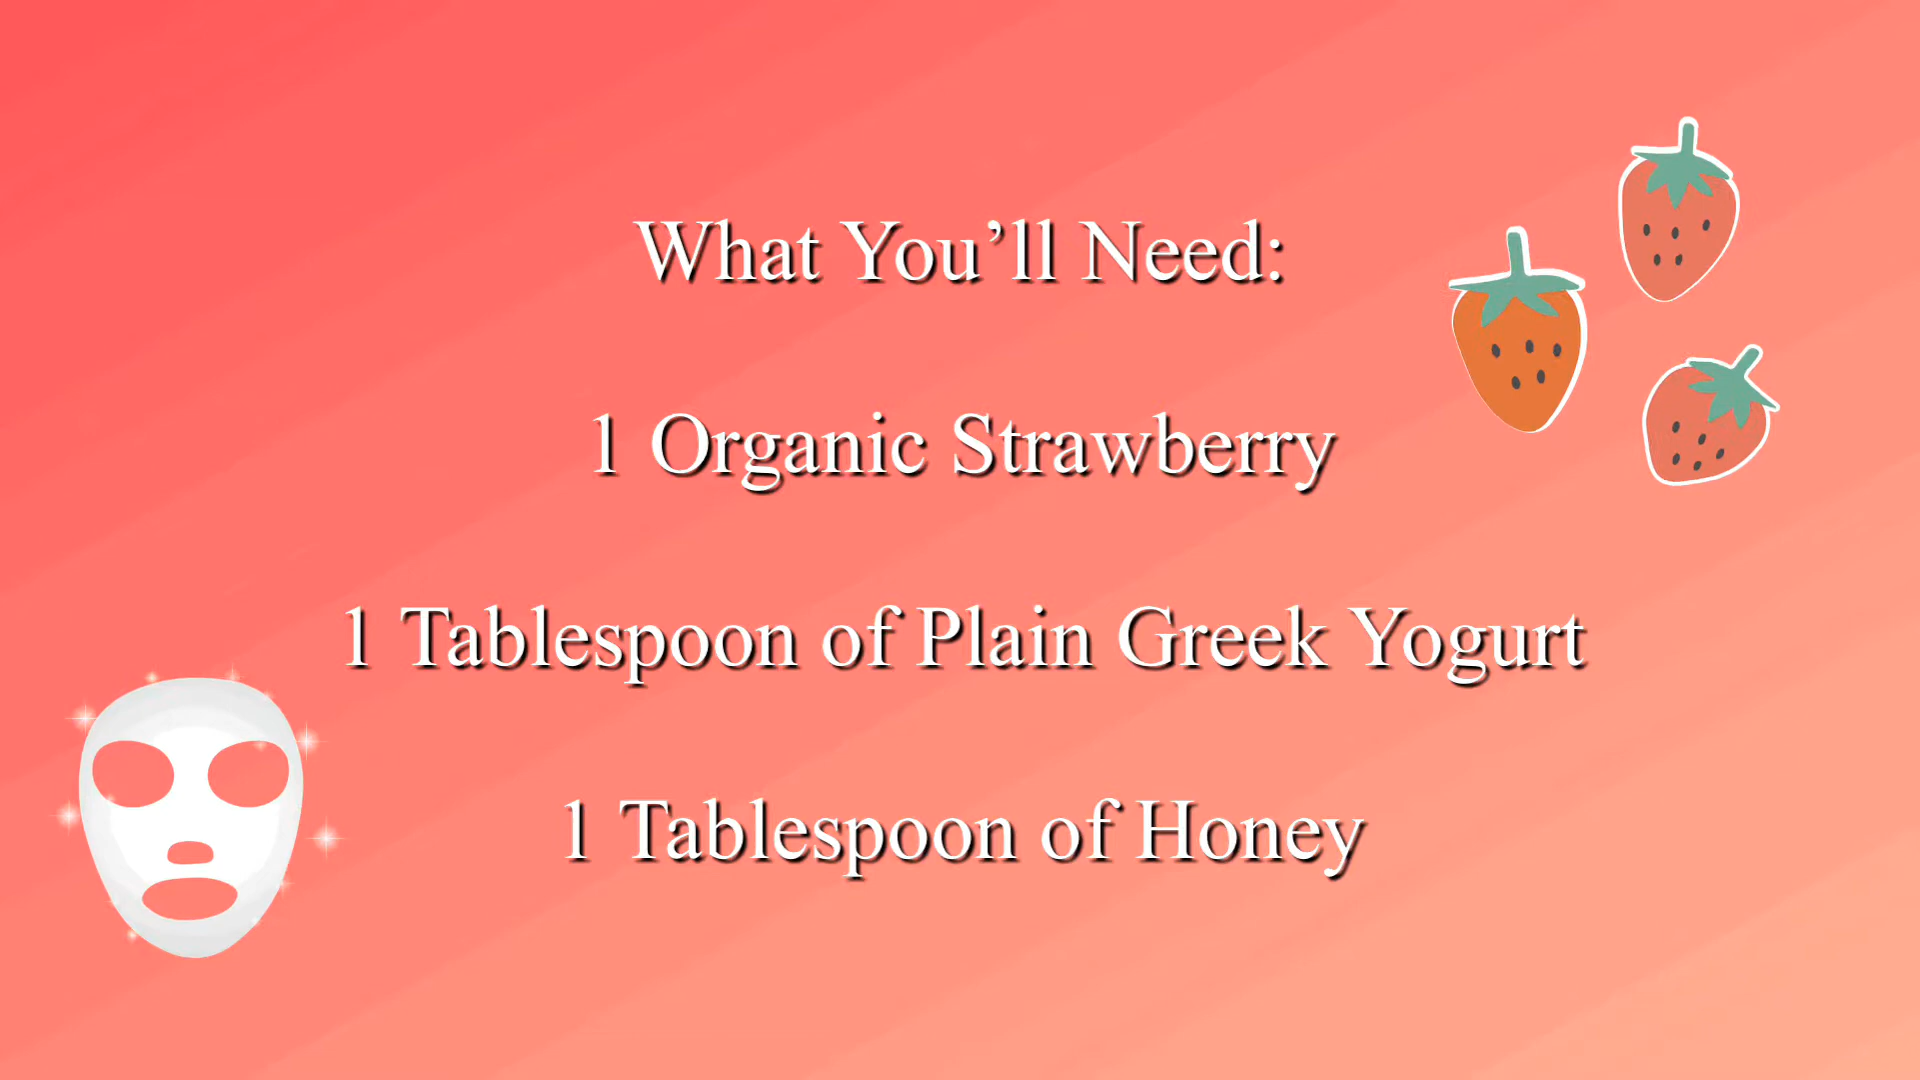 What You’ll Need:
1 Organic Strawberry
1 Tablespoon of Plain Greek Yogurt
1 Tablespoon of Honey